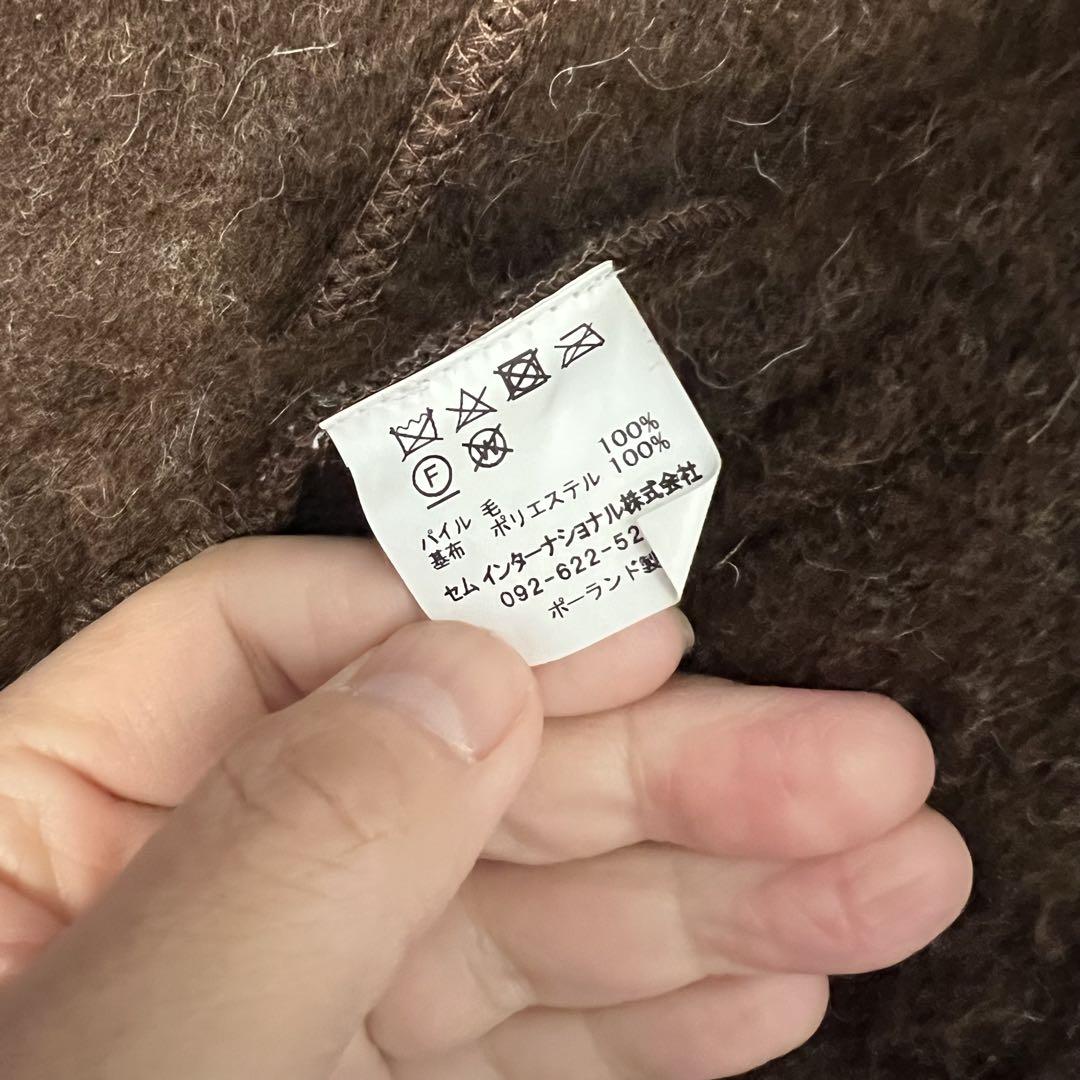 F W
パイル 毛 100%
基布 ポリエステル 100%
セムインターナショナル株式会社
092-622-52
ポーランド製